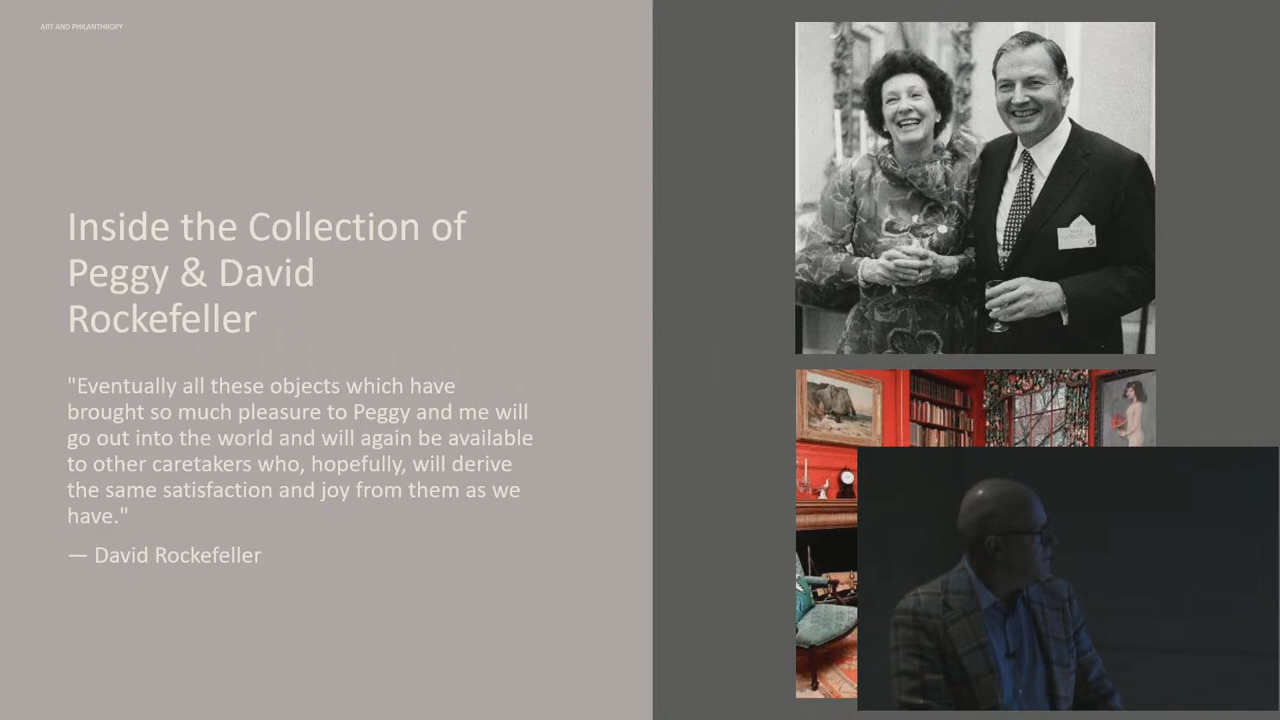 ART AND PHILANTHROPY
Inside the Collection of
Peggy & David
Rockefeller
"Eventually all these objects which have
brought so much pleasure to Peggy and me will
go out into the world and will again be available
to other caretakers who, hopefully, will derive
the same satisfaction and joy from them as we
have."
— David Rockefeller